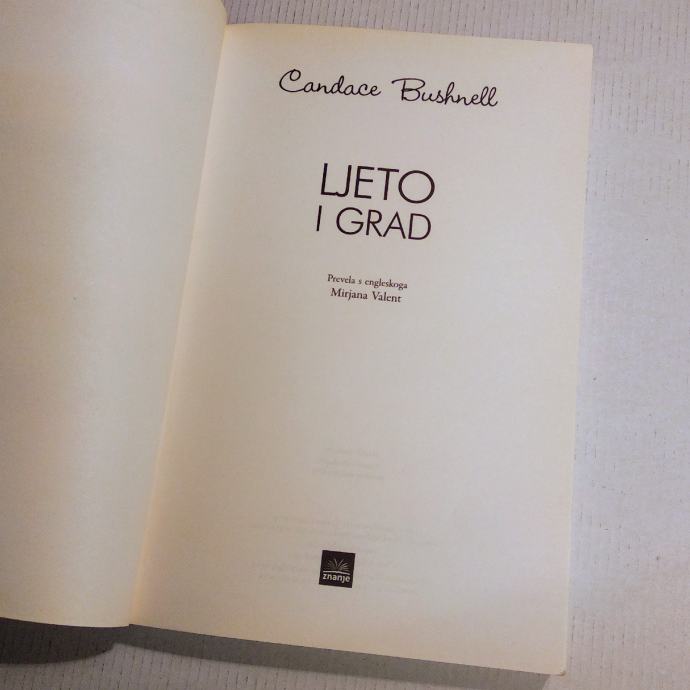 Candace Bushnell
LJETO
I GRAD
Prevela s engleskoga
Mirjana Valent
znanje